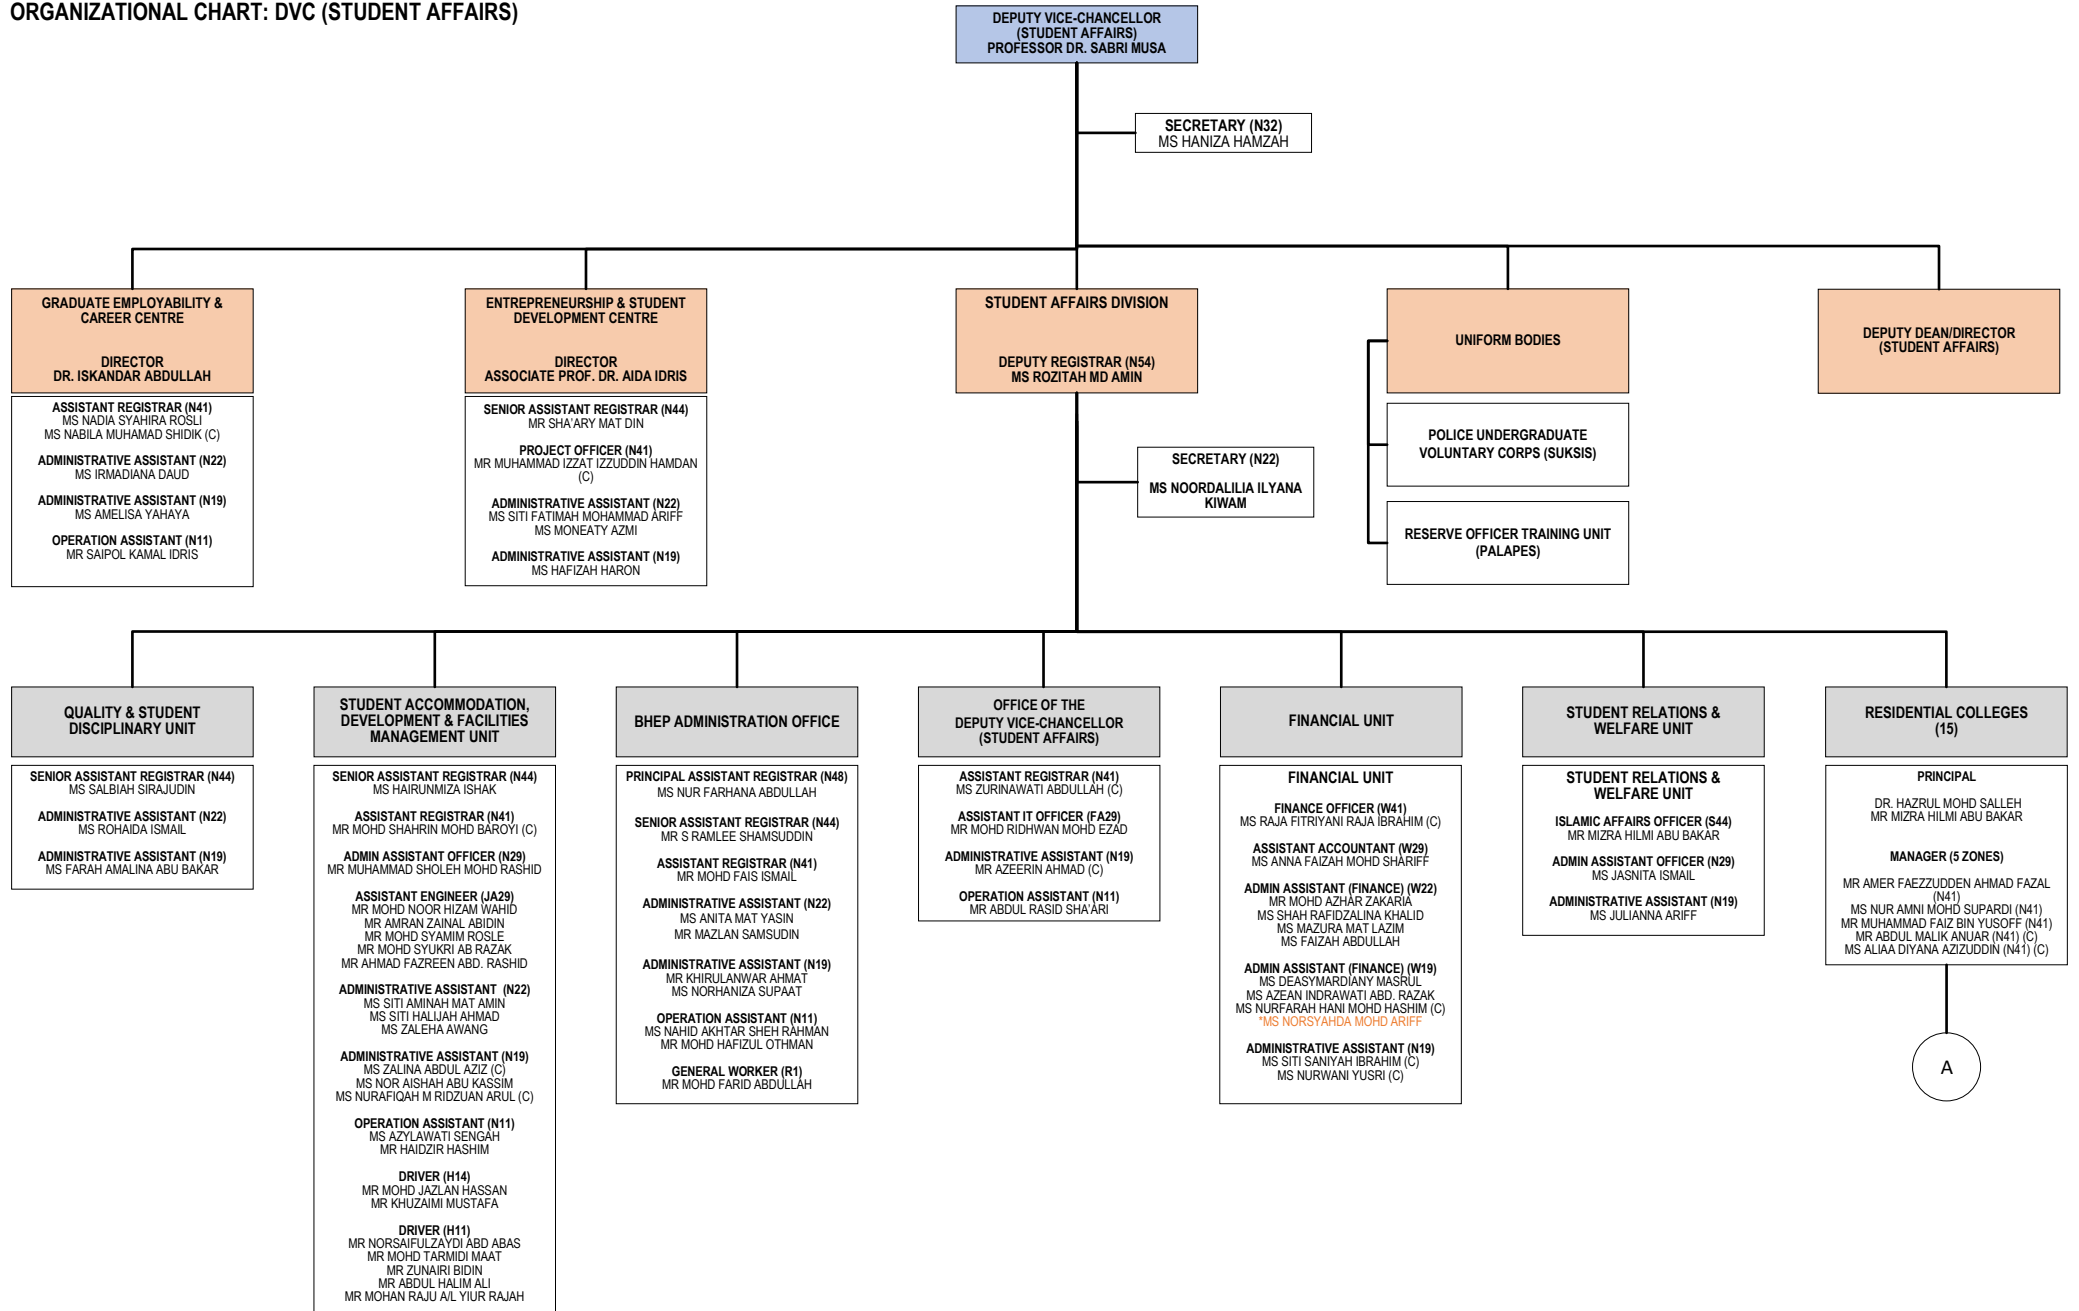 ORGANIZATIONAL CHART: DVC (STUDENT AFFAIRS)
DEPUTY VICE-CHANCELLOR
(STUDENT AFFAIRS)
PROFESSOR DR. SABRI MUSA
SECRETARY (N32)
MS HANIZA HAMZAH
GRADUATE EMPLOYABILITY &
CAREER CENTRE
DIRECTOR
DR. ISKANDAR ABDULLAH
ASSISTANT REGISTRAR (N41)
MS NADIA SYAHIRA ROSLI
MS NABILA MUHAMAD SHIDIK (C)
ADMINISTRATIVE ASSISTANT (N22)
MS IRMADIANA DAUD
ADMINISTRATIVE ASSISTANT (N19)
MS AMELISA YAHAYA
OPERATION ASSISTANT (N11)
MR SAIPOL KAMAL IDRIS
ENTREPRENEURSHIP & STUDENT
DEVELOPMENT CENTRE
DIRECTOR
ASSOCIATE PROF. DR. AIDA IDRIS
SENIOR ASSISTANT REGISTRAR (N44)
MR SHA'ARY MAT DIN
PROJECT OFFICER (N41)
MR MUHAMMAD IZZAT IZZUDDIN HAMDAN
(C)
ADMINISTRATIVE ASSISTANT (N22)
MS SITI FATIMAH MOHAMMAD ARIFF
MS MONEATY AZMI
ADMINISTRATIVE ASSISTANT (N19)
MS HAFIZAH HARON
STUDENT AFFAIRS DIVISION
DEPUTY REGISTRAR (N54)
MS ROZITAH MD AMIN
SECRETARY (N22)
MS NOORDALILIA ILYANA
KIWAM
UNIFORM BODIES
POLICE UNDERGRADUATE
VOLUNTARY CORPS (SUKSIS)
RESERVE OFFICER TRAINING UNIT
(PALAPES)
DEPUTY DEAN/DIRECTOR
(STUDENT AFFAIRS)
QUALITY & STUDENT
DISCIPLINARY UNIT
SENIOR ASSISTANT REGISTRAR (N44)
MS SALBIAH SIRAJUDIN
ADMINISTRATIVE ASSISTANT (N22)
MS ROHAIDA ISMAIL
ADMINISTRATIVE ASSISTANT (N19)
MS FARAH AMALINA ABU BAKAR
STUDENT ACCOMMODATION,
DEVELOPMENT & FACILITIES
MANAGEMENT UNIT
SENIOR ASSISTANT REGISTRAR (N44)
MS HAIRUNMIZA ISHAK
ASSISTANT REGISTRAR (N41)
MR MOHD SHAHRIN MOHD BAROYI (C)
ADMIN ASSISTANT OFFICER (N29)
MR MUHAMMAD SHOLEH MOHD RASHID
ASSISTANT ENGINEER (JA29)
MR MOHD NOOR HIZAM WAHID
MR AMRAN ZAINAL ABIDIN
MR MOHD SYAMIM ROSLE
MR MOHD SYUKRI AB RAZAK
MR AHMAD FAZREEN ABD. RASHID
ADMINISTRATIVE ASSISTANT (N22)
MS SITI AMINAH MAT AMIN
MS SITI HALIJAH AHMAD
MS ZALEHA AWANG
ADMINISTRATIVE ASSISTANT (N19)
MS ZALINA ABDUL AZIZ (C)
MS NOR AISHAH ABU KASSIM
MS NURAFIQAH M RIDZUAN ARUL (C)
OPERATION ASSISTANT (N11)
MS AZYLAWATI SENGAH
MR HAIDZIR HASHIM
DRIVER (H14)
MR MOHD JAZLAN HASSAN
MR KHUZAIMI MUSTAFA
DRIVER (H11)
MR NORSAIFULZAYDI ABD ABAS
MR MOHD TARMIDI MAAT
MR ZUNAIRI BIDIN
MR ABDUL HALIM ALI
MR MOHAN RAJU A/L YIUR RAJAH
BHEP ADMINISTRATION OFFICE
PRINCIPAL ASSISTANT REGISTRAR (N48)
MS NUR FARHANA ABDULLAH
SENIOR ASSISTANT REGISTRAR (N44)
MR S RAMLEE SHAMSUDDIN
ASSISTANT REGISTRAR (N41)
MR MOHD FAIS ISMAIL
ADMINISTRATIVE ASSISTANT (N22)
MS ANITA MAT YASIN
MR MAZLAN SAMSUDIN
ADMINISTRATIVE ASSISTANT (N19)
MR KHIRULANWAR AHMAT
MS NORHANIZA SUPAAT
OPERATION ASSISTANT (N11)
MS NAHID AKHTAR SHEH RAHMAN
MR MOHD HAFIZUL OTHMAN
GENERAL WORKER (R1)
MR MOHD FARID ABDULLAH
OFFICE OF THE
DEPUTY VICE-CHANCELLOR
(STUDENT AFFAIRS)
ASSISTANT REGISTRAR (N41)
MS ZURINAWATI ABDULLAH (C)
ASSISTANT IT OFFICER (FA29)
MR MOHD RIDHWAN MOHD EZAD
ADMINISTRATIVE ASSISTANT (N19)
MR AZEERIN AHMAD (C)
OPERATION ASSISTANT (N11)
MR ABDUL RASID SHA'ARI
FINANCIAL UNIT
FINANCIAL UNIT
FINANCE OFFICER (W41)
MS RAJA FITRIYANI RAJA IBRAHIM (C)
ASSISTANT ACCOUNTANT (W29)
MS ANNA FAIZAH MOHD SHARIFF
ADMIN ASSISTANT (FINANCE) (W22)
MR MOHD AZHAR ZAKARIA
MS SHAH RAFIDZALINA KHALID
MS MAZURA MAT LAZIM
MS FAIZAH ABDULLAH
ADMIN ASSISTANT (FINANCE) (W19)
MS DEASYMARDIANY MASRUL
MS AZEAN INDRAWATI ABD. RAZAK
MS NURFARAH HANI MOHD HASHIM (C)
*MS NORSYAHDA MOHD ARIFF
ADMINISTRATIVE ASSISTANT (N19)
MS SITI SANIYAH IBRAHIM (C)
MS NURWANI YUSRI (C)
STUDENT RELATIONS &
WELFARE UNIT
STUDENT RELATIONS &
WELFARE UNIT
ISLAMIC AFFAIRS OFFICER (S44)
MR MIZRA HILMI ABU BAKAR
ADMIN ASSISTANT OFFICER (N29)
MS JASNITA ISMAIL
ADMINISTRATIVE ASSISTANT (N19)
MS JULIANNA ARIFF
RESIDENTIAL COLLEGES
(15)
PRINCIPAL
DR. HAZRUL MOHD SALLEH
MR MIZRA HILMI ABU BAKAR
MANAGER (5 ZONES)
MR AMER FAEZZUDDEN AHMAD FAZAL
(N41)
MS NUR AMNI MOHD SUPARDI (N41)
MR MUHAMMAD FAIZ BIN YUSOFF (N41)
MR ABDUL MALIK ANUAR (N41) (C)
MS ALIAA DIYANA AZIZUDDIN (N41) (C)
A